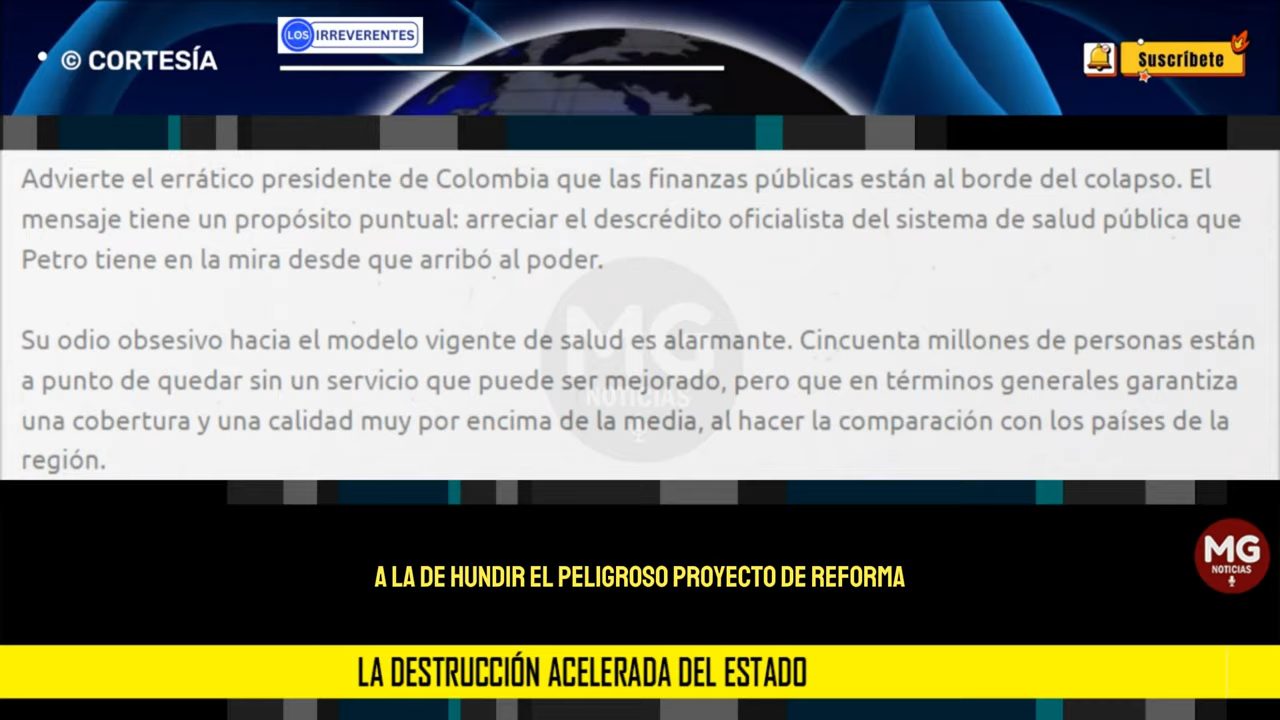 © CORTESÍA
LOS IRREVERENTES
Suscríbete
Advierte el errático presidente de Colombia que las finanzas públicas están al borde del colapso. El
mensaje tiene un propósito puntual: arreciar el descrédito oficialista del sistema de salud pública que
Petro tiene en la mira desde que arribó al poder.
Su odio obsesivo hacia el modelo vigente de salud es alarmante. Cincuenta millones de personas están
a punto de quedar sin un servicio que puede ser mejorado, pero que en términos generales garantiza
una cobertura y una calidad muy por encima de la media, al hacer la comparación con los países de la
región.
MG
NOTICIAS
A LA DE HUNDIR EL PELIGROSO PROYECTO DE REFORMA
MG
NOTICIAS
LA DESTRUCCIÓN ACELERADA DEL ESTADO